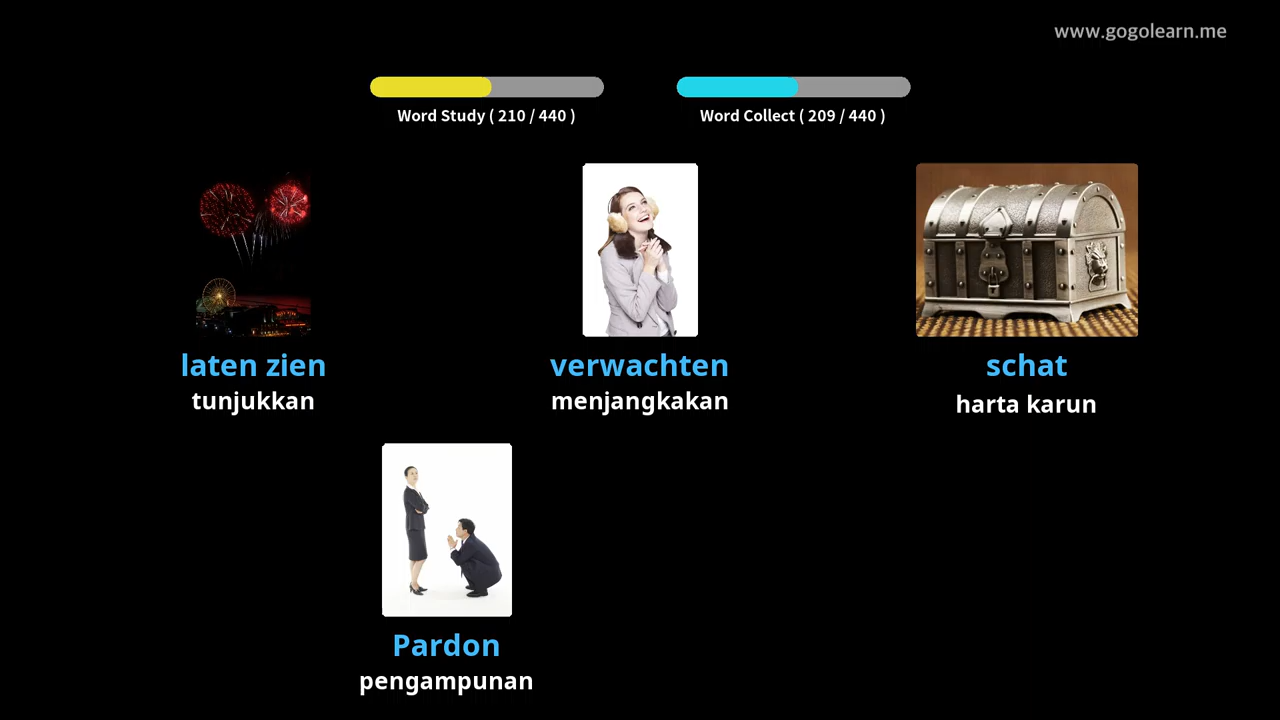 www.gogolearn.me
Word Study ( 210 / 440 )
Word Collect ( 209 / 440 )
laten zien
tunjukkan
verwachten
menjangkakan
schat
harta karun
Pardon
pengampunan